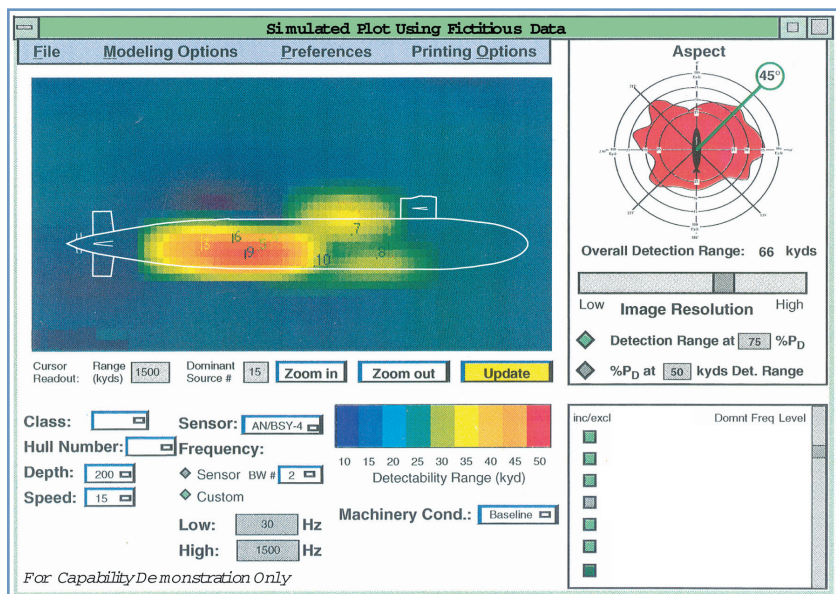 Simulated Plot Using Fictitious Data
File Modeling Options Preferences Printing Options
Aspect
45°
6
7
9
10
8
Cursor Readout:
Range (kyds)
1500
Dominant Source #
15
Zoom in
Zoom out
Update
Overall Detection Range: 66 kyds
Low
Image Resolution
High
Detection Range at 75 %PD
%PD at 50 kyds Det. Range
Class:
Hull Number:
Depth: 200
Speed: 15
Sensor: AN/BSY-4
Frequency:
Sensor BW # 2
Custom
Low: 30 Hz
High: 1500 Hz
10 15 20 25 30 35 40 45 50
Detectability Range (kyd)
Machinery Cond.: Baseline
inc/excl Domnt Freq Level
For Capability Demonstration Only